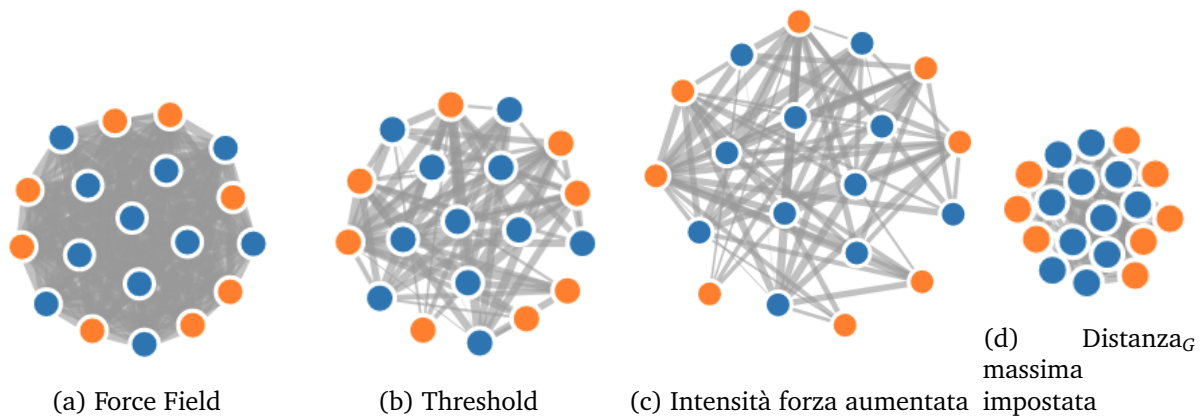 (a) Force Field
(b) Threshold
(c) Intensità forza aumentata
(d) Distanza_G
massima
impostata